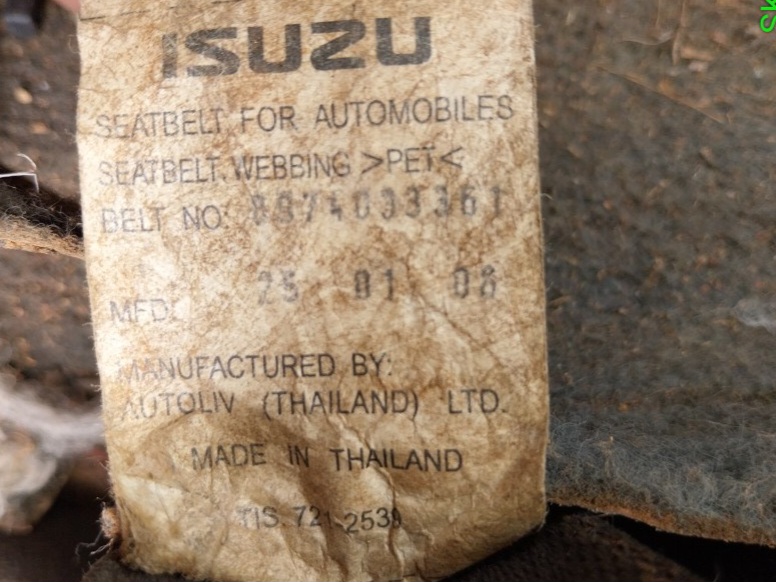 ISUZU
SEATBELT FOR AUTOMOBILES
SEATBELT WEBBING >PET<
BELT NO: 8974033361
MFD. 25 01 08
MANUFACTURED BY:
AUTOLIV (THAILAND) LTD.
MADE IN THAILAND
TIS. 721-2539